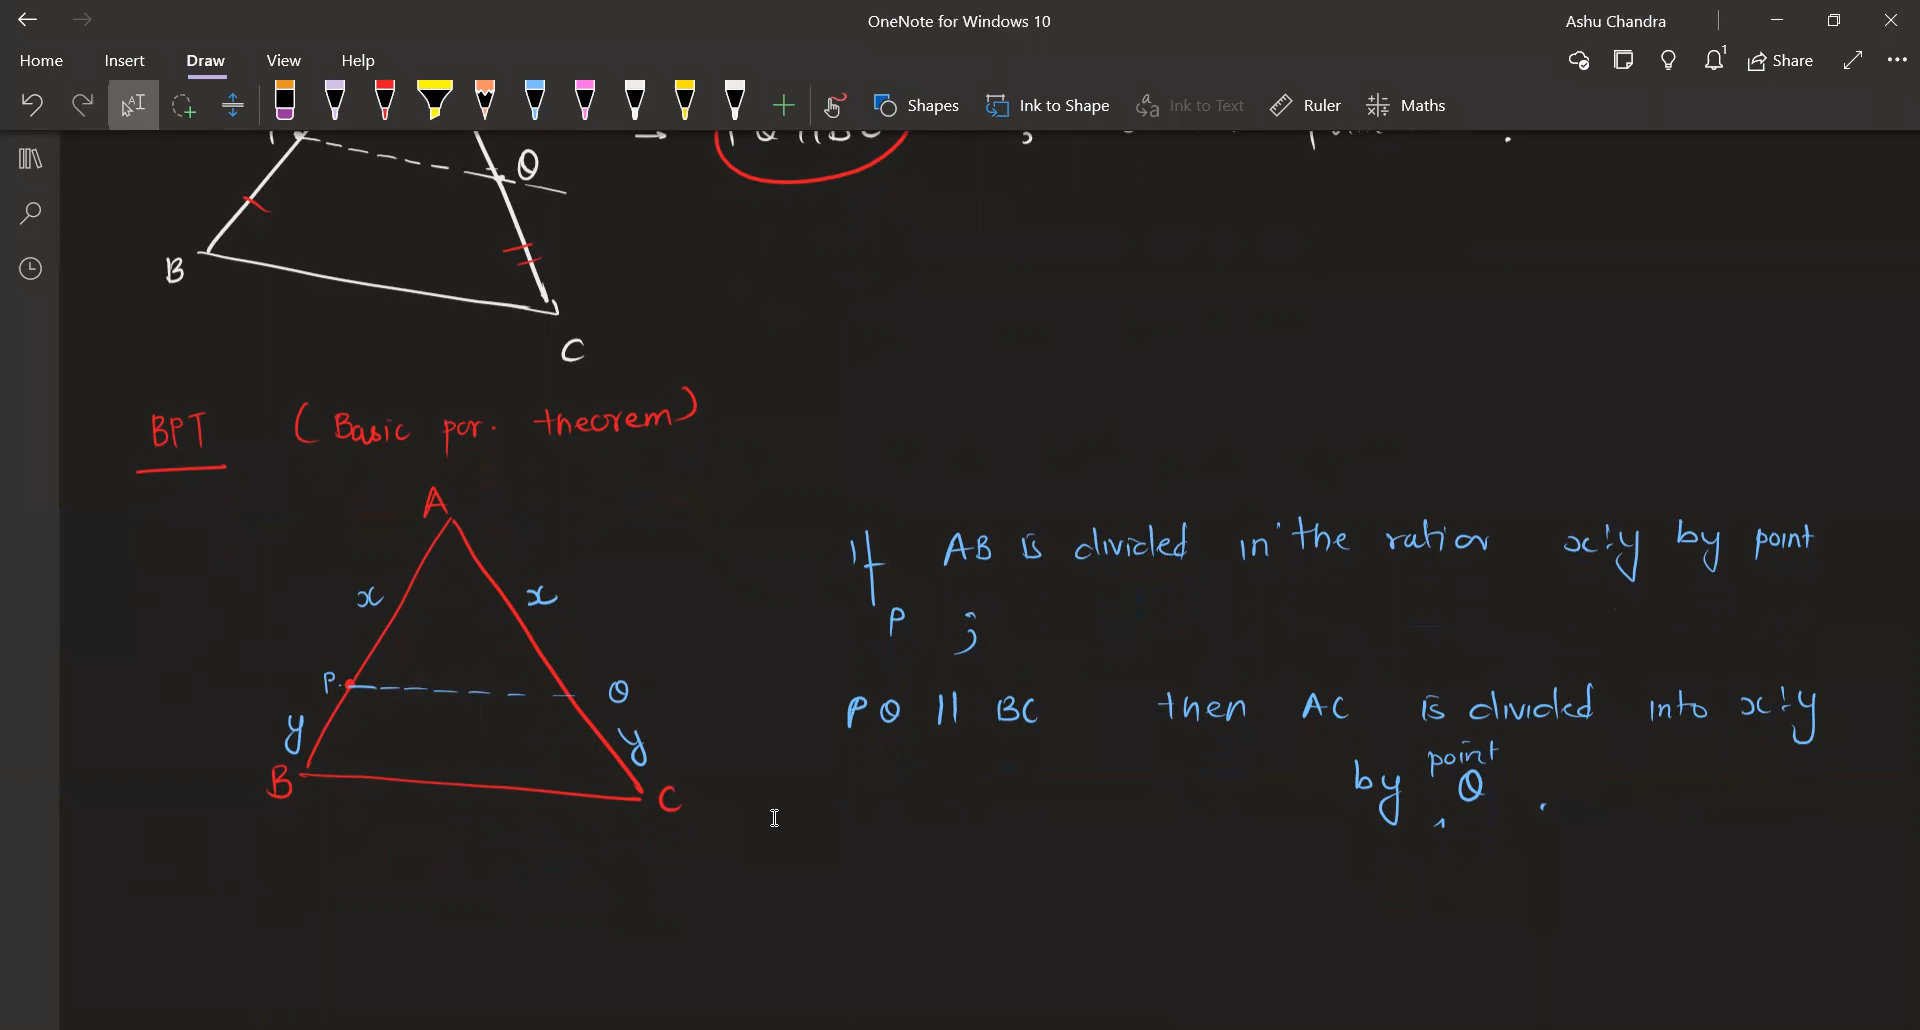 OneNote for Windows 10
Ashu Chandra
Home Insert Draw View Help
1 Share
Shapes Ink to Shape Ink to Text Ruler Maths
Q
B
C
BPT (Basic por. theorem)
A
If AB is divided in the ratior x:y by point
P ;
x x
P. Q
PQ || BC then AC is divided into x:y
by point Q .
y y
B C